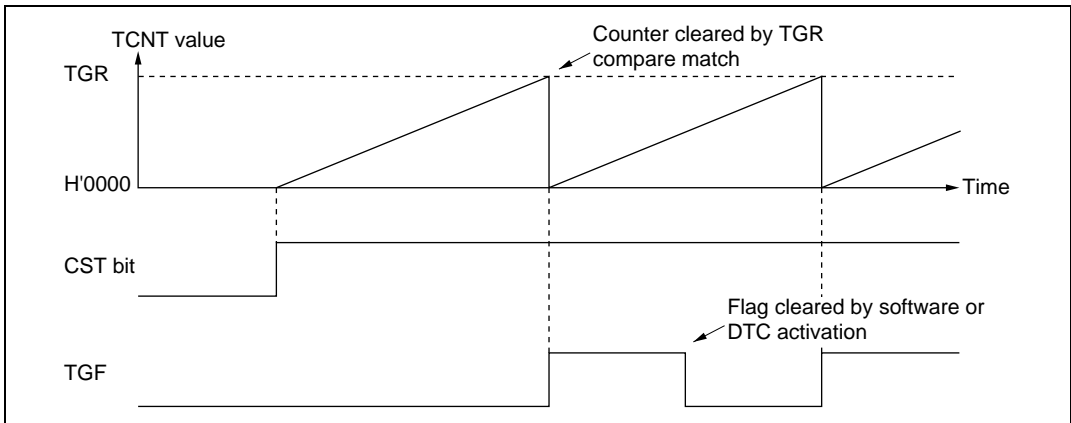 TCNT value
Counter cleared by TGR
compare match
TGR
H'0000
Time
CST bit
Flag cleared by software or
DTC activation
TGF